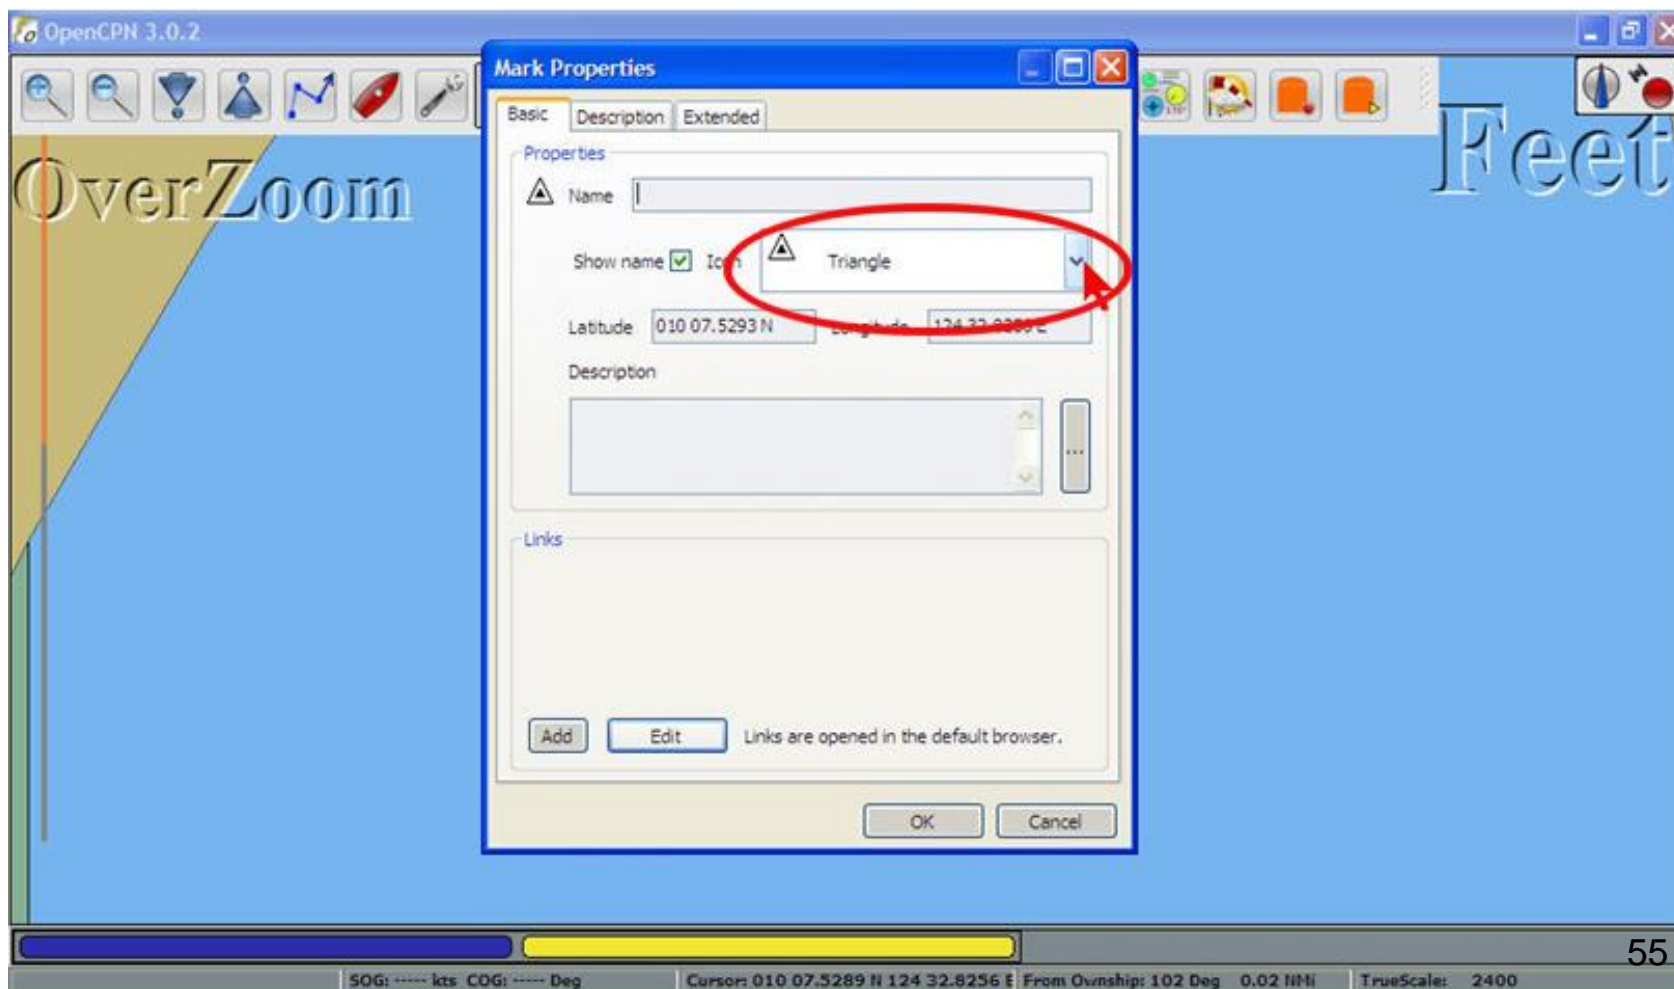 OpenCPN 3.0.2
Mark Properties
Basic Description Extended
Feet
OverZoom
Properties
Name
Show name Icon Triangle
Latitude 010 07.5293 N Longitude
Description
...
Links
Add Edit Links are opened in the default browser.
OK Cancel
55
SOG: ----- kts COG: ----- Deg Cursor: 010 07.5289 N 124 32.8256 E From Ownship: 102 Deg 0.02 NMi TrueScale: 2400